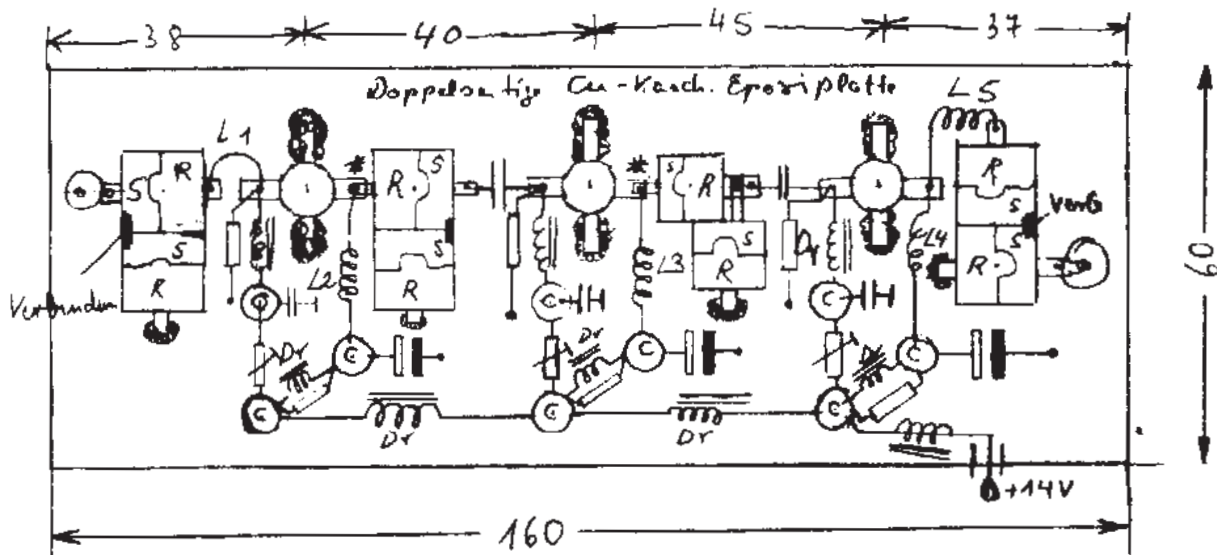 38 40 45 37
Doppelseitige Cu-Kasch. Epoxiplatte
L5
L1
S R S R S R R
S Verb
S S S R S
L2 L3 L4
R R R
Verbinden
C C C
Dr Dr
C C C
C C C
Dr Dr
+14V
60
160